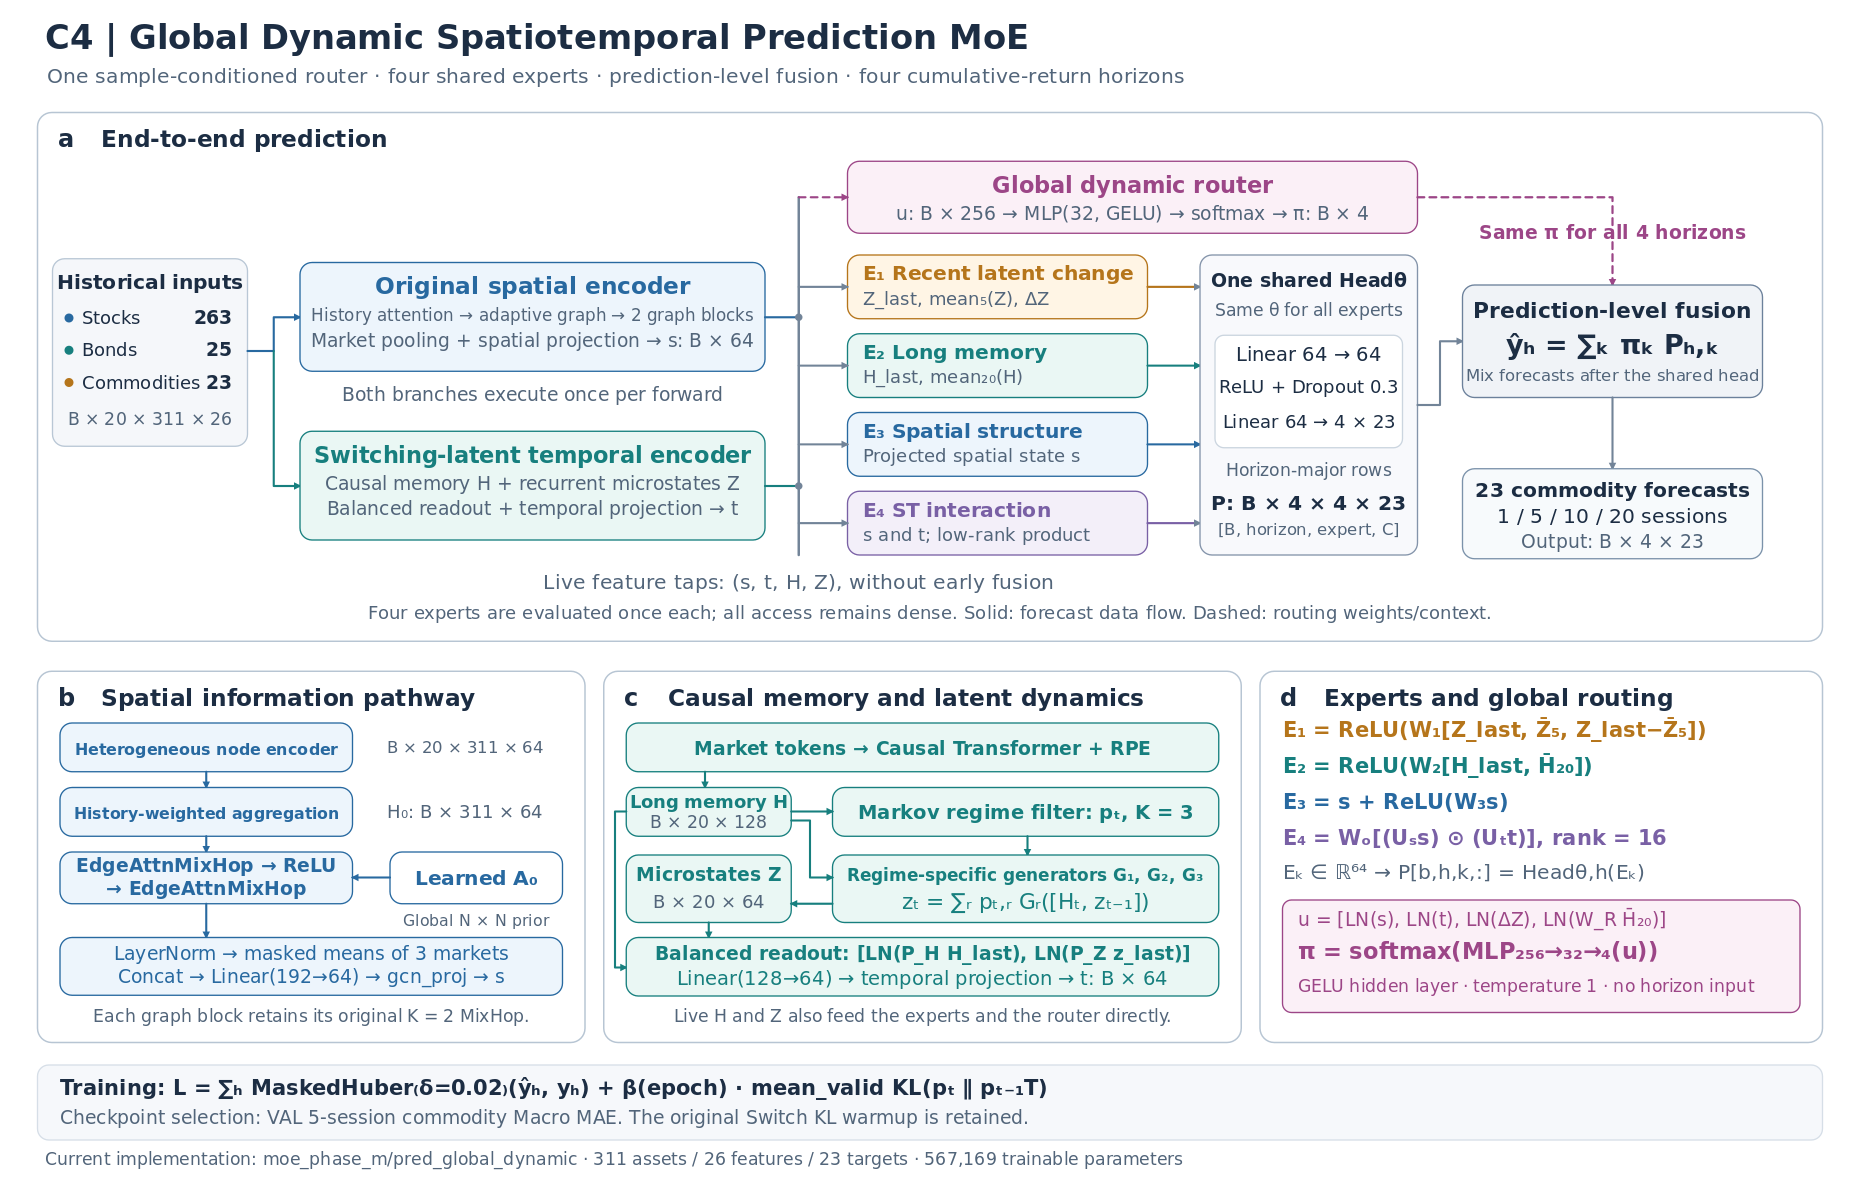 C4 | Global Dynamic Spatiotemporal Prediction MoE
One sample-conditioned router · four shared experts · prediction-level fusion · four cumulative-return horizons
a End-to-end prediction
Historical inputs
Stocks 263
Bonds 25
Commodities 23
B × 20 × 311 × 26
Original spatial encoder
History attention → adaptive graph → 2 graph blocks
Market pooling + spatial projection → s: B × 64
Both branches execute once per forward
Switching-latent temporal encoder
Causal memory H + recurrent microstates Z
Balanced readout + temporal projection → t
Global dynamic router
u: B × 256 → MLP(32, GELU) → softmax → π: B × 4
E₁ Recent latent change
Z_last, mean₅(Z), ΔZ
E₂ Long memory
H_last, mean₂₀(H)
E₃ Spatial structure
Projected spatial state s
E₄ ST interaction
s and t; low-rank product
One shared Headθ
Same θ for all experts
Linear 64 → 64
ReLU + Dropout 0.3
Linear 64 → 4 × 23
Horizon-major rows
P: B × 4 × 4 × 23
[B, horizon, expert, C]
Same π for all 4 horizons
Prediction-level fusion
ŷₕ = ∑ₖ πₖ Pₕ,ₖ
Mix forecasts after the shared head
23 commodity forecasts
1 / 5 / 10 / 20 sessions
Output: B × 4 × 23
Live feature taps: (s, t, H, Z), without early fusion
Four experts are evaluated once each; all access remains dense. Solid: forecast data flow. Dashed: routing weights/context.
b Spatial information pathway
Heterogeneous node encoder
B × 20 × 311 × 64
History-weighted aggregation
H₀: B × 311 × 64
EdgeAttnMixHop → ReLU
→ EdgeAttnMixHop
Learned A₀
Global N × N prior
LayerNorm → masked means of 3 markets
Concat → Linear(192→64) → gcn_proj → s
Each graph block retains its original K = 2 MixHop.
c Causal memory and latent dynamics
Market tokens → Causal Transformer + RPE
Long memory H
B × 20 × 128
Markov regime filter: pₜ, K = 3
Microstates Z
B × 20 × 64
Regime-specific generators G₁, G₂, G₃
zₜ = ∑ᵣ pₜ,ᵣ Gᵣ([Hₜ, zₜ₋₁])
Balanced readout: [LN(P_H H_last), LN(P_Z z_last)]
Linear(128→64) → temporal projection → t: B × 64
Live H and Z also feed the experts and the router directly.
d Experts and global routing
E₁ = ReLU(W₁[Z_last, Z̄₅, Z_last−Z̄₅])
E₂ = ReLU(W₂[H_last, H̄₂₀])
E₃ = s + ReLU(W₃s)
E₄ = Wₒ[(Uₛs) ⊙ (Uₜt)], rank = 16
Eₖ ∈ ℝ⁶⁴ → P[b,h,k,:] = Headθ,h(Eₖ)
u = [LN(s), LN(t), LN(ΔZ), LN(W_R H̄₂₀)]
π = softmax(MLP₂₅₆→₃₂→₄(u))
GELU hidden layer · temperature 1 · no horizon input
Training: L = ∑ₕ MaskedHuber₍δ=0.02₎(ŷₕ, yₕ) + β(epoch) · mean_valid KL(pₜ ∥ pₜ₋₁T)
Checkpoint selection: VAL 5-session commodity Macro MAE. The original Switch KL warmup is retained.
Current implementation: moe_phase_m/pred_global_dynamic · 311 assets / 26 features / 23 targets · 567,169 trainable parameters